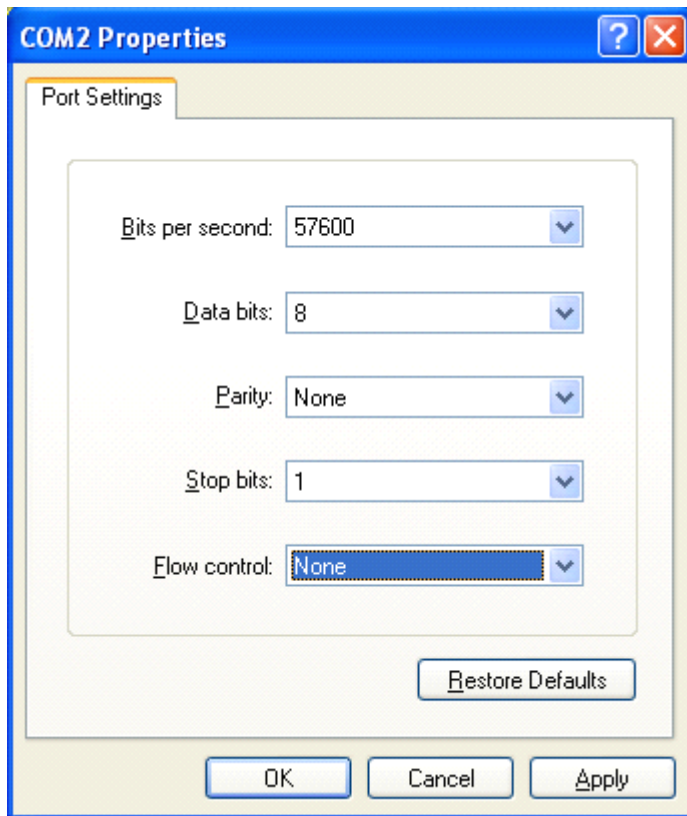 COM2 Properties
?
Port Settings
Bits per second: 57600
Data bits: 8
Parity: None
Stop bits: 1
Flow control: None
Restore Defaults
OK Cancel Apply